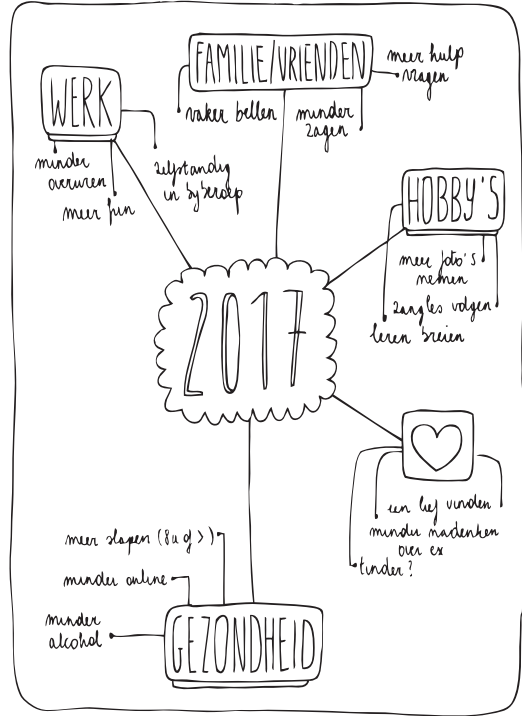 FAMILIE/VRIENDEN
meer hulp
vragen
vaker bellen
minder
zagen
WERK
minder
overuren
meer fun
zelfstandig
in bijberoep
HOBBY'S
meer foto's
nemen
zangles volgen
leren breien
2017
een lief vinden
minder nadenken
over ex
tinder?
meer slapen (8u of >)
minder online
minder
alcohol
GEZONDHEID